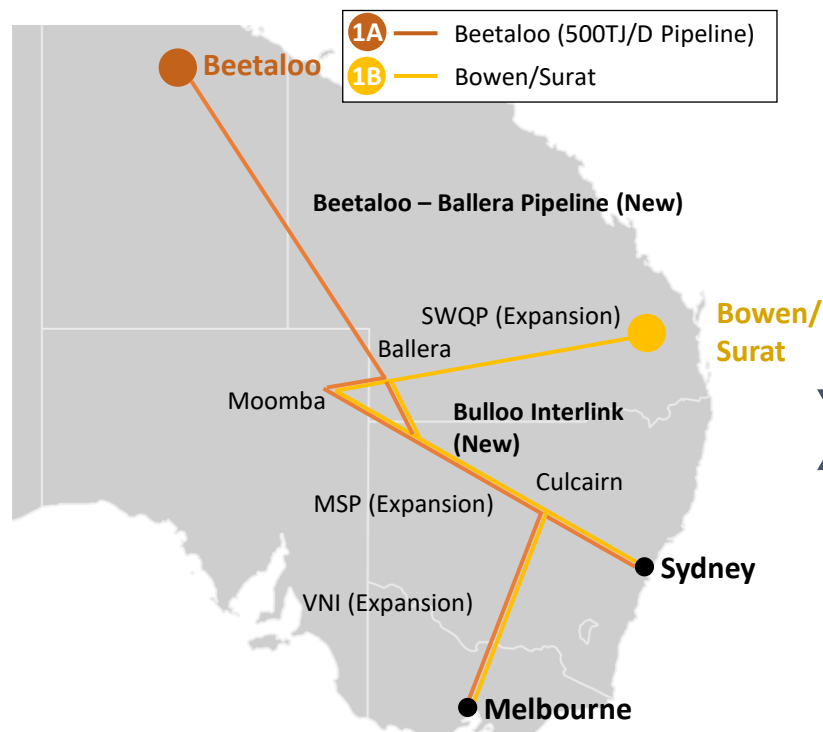 1A Beetaloo (500TJ/D Pipeline)
1B Bowen/Surat
Beetaloo
Beetaloo – Ballera Pipeline (New)
SWQP (Expansion)
Bowen/
Surat
Ballera
Moomba
Bulloo Interlink
(New)
Culcairn
MSP (Expansion)
Sydney
VNI (Expansion)
Melbourne